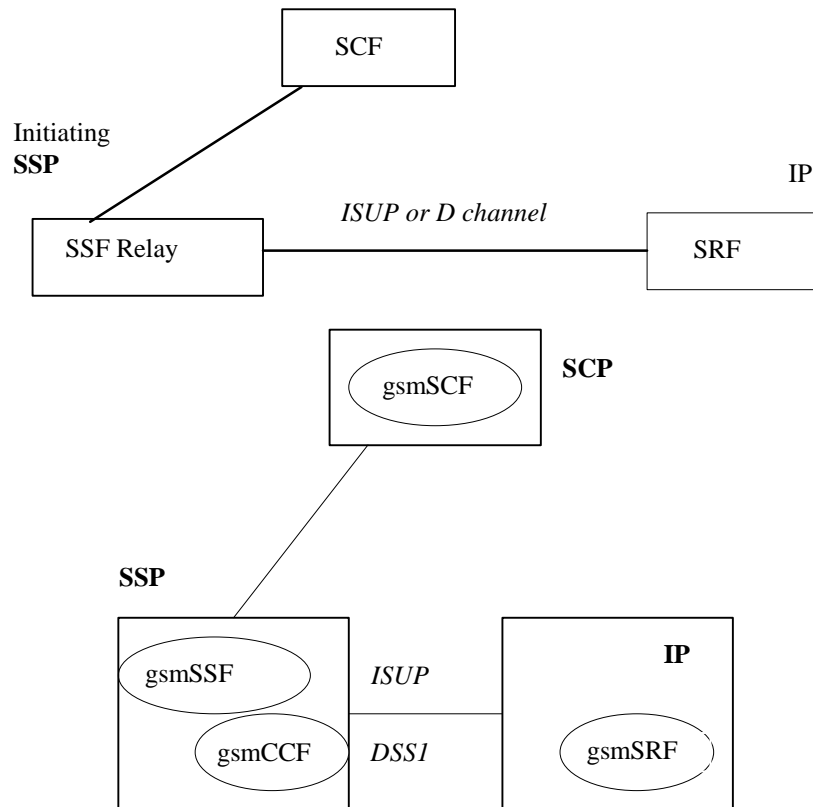 SCF
Initiating
SSP
IP
ISUP or D channel
SSF Relay
SRF
gsmSCF
SCP
SSP
gsmSSF
ISUP
IP
gsmCCF
DSS1
gsmSRF